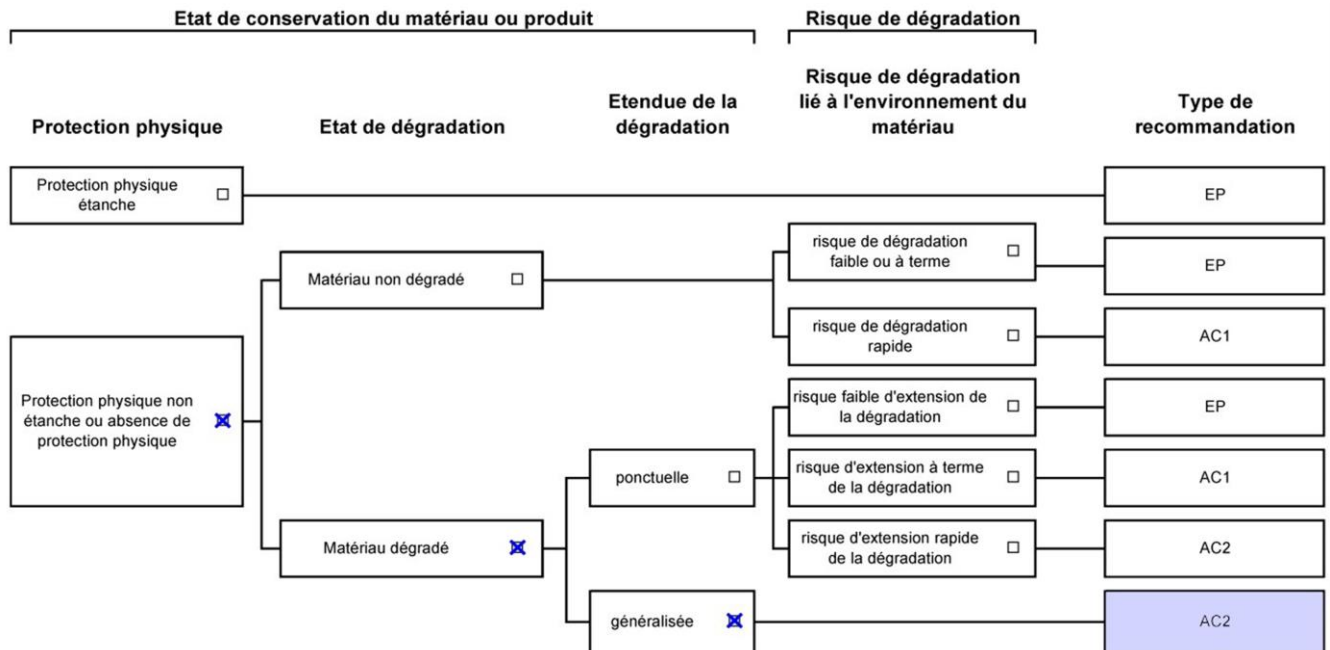 Etat de conservation du matériau ou produit
Risque de dégradation
Protection physique
Etat de dégradation
Etendue de la
dégradation
Risque de dégradation
lié à l'environnement du
matériau
Type de
recommandation
Protection physique
étanche
EP
Matériau non dégradé
risque de dégradation
faible ou à terme
EP
risque de dégradation
rapide
AC1
Protection physique non
étanche ou absence de
protection physique
risque faible d'extension de
la dégradation
EP
ponctuelle
risque d'extension à terme
de la dégradation
AC1
Matériau dégradé
risque d'extension rapide
de la dégradation
AC2
généralisée
AC2